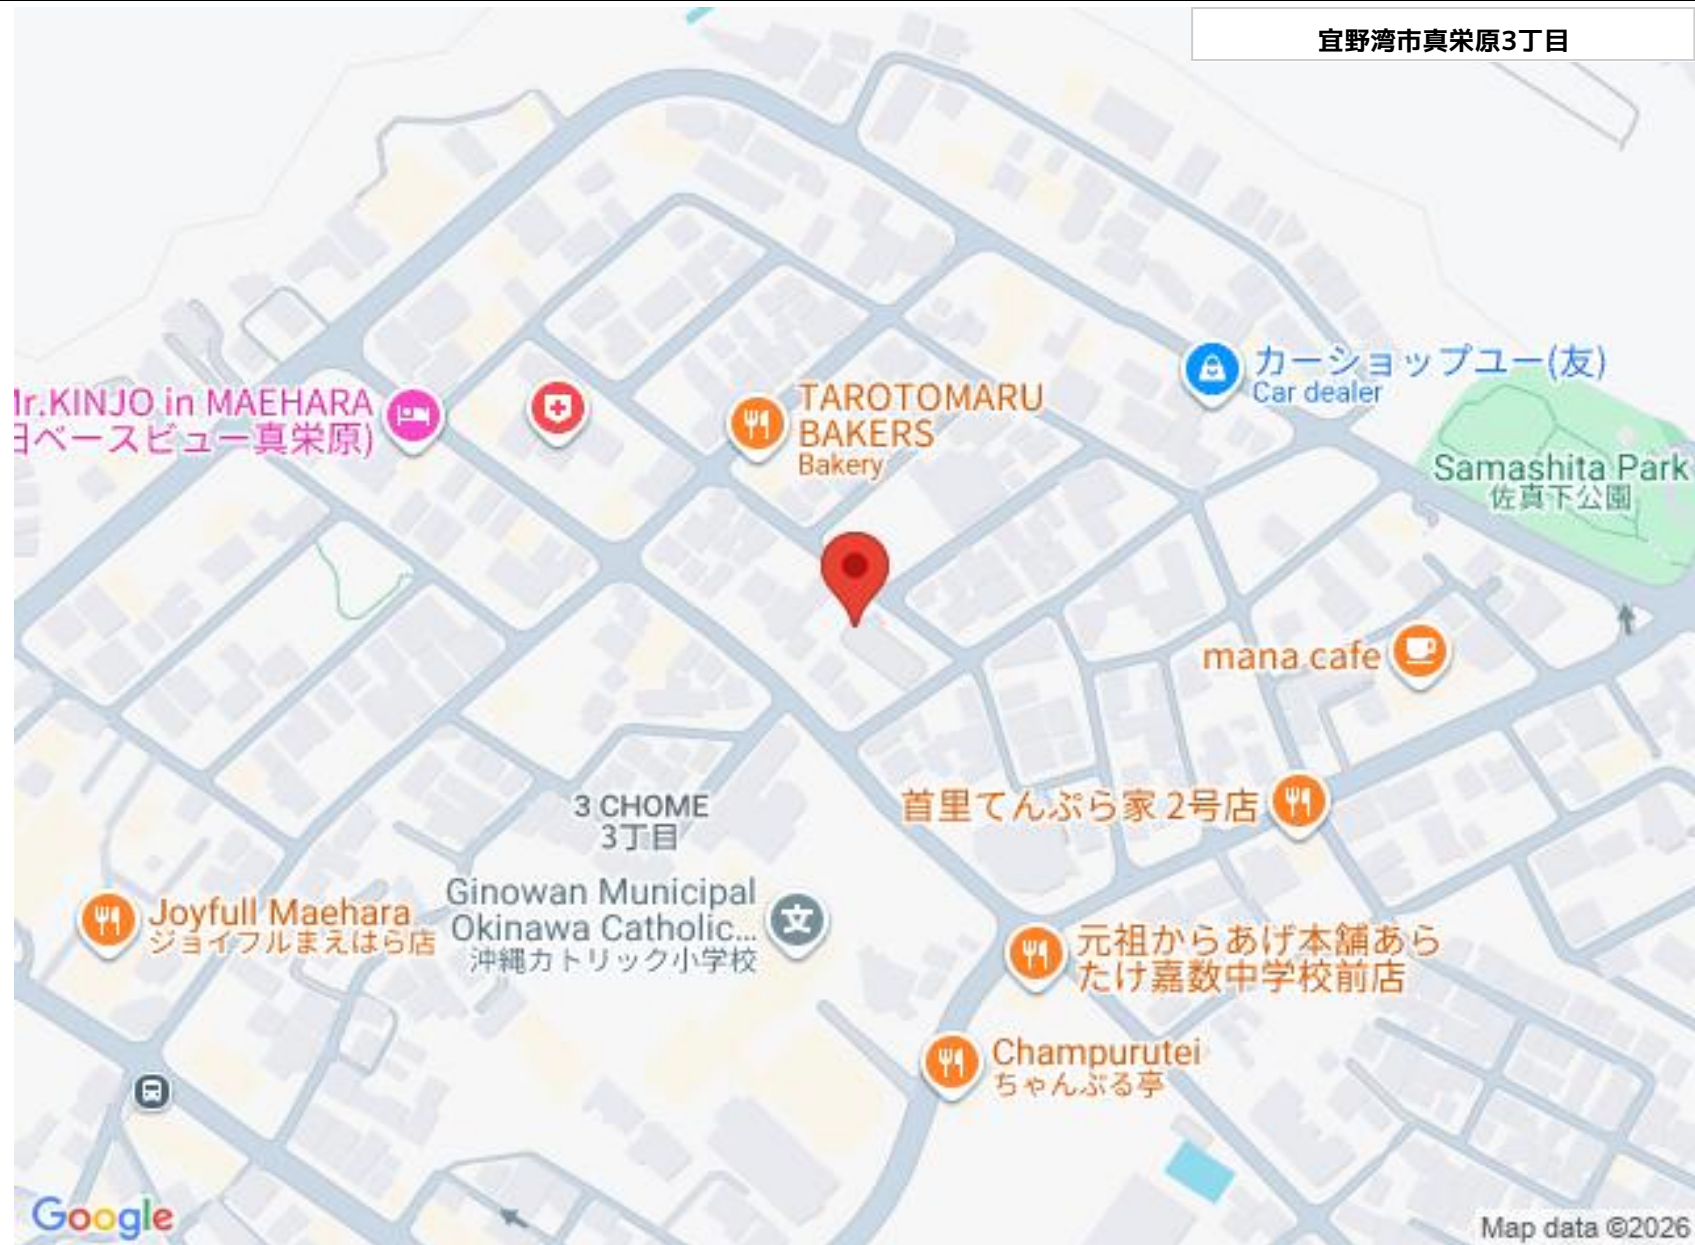 宜野湾市真栄原3丁目
カーショップユー(友)
Car dealer
Mr.KINJO in MAEHARA
旧ベースビュー真栄原)
TAROTOMARU
BAKERS
Bakery
Samashita Park
佐真下公園
mana cafe
首里てんぷら家 2号店
3 CHOME
3丁目
Ginowan Municipal
Okinawa Catholic...
沖縄カトリック小学校
文
Joyfull Maehara
ジョイフルまえはら店
元祖からあげ本舗あら
たけ嘉数中学校前店
Champurutei
ちゃんぷる亭
Google
Map data ©2026